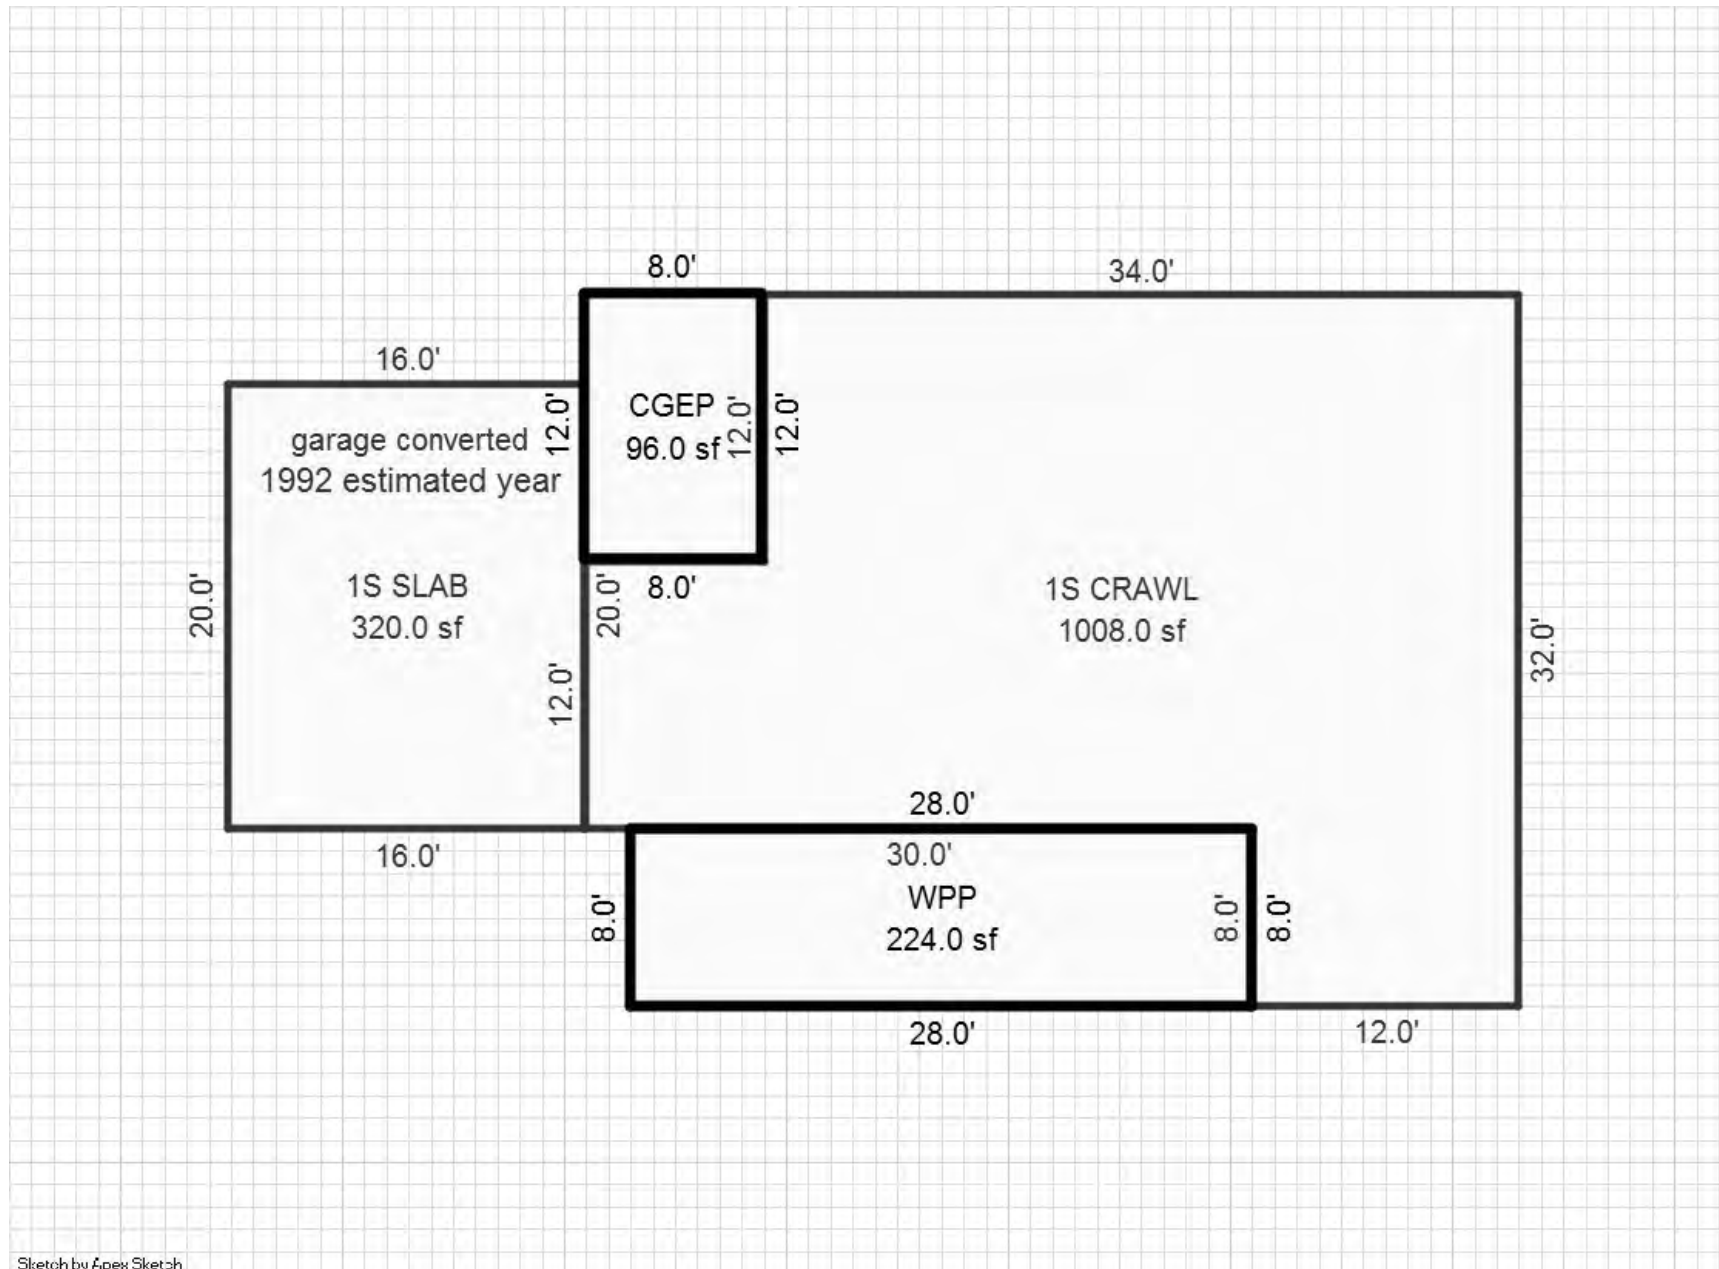 8.0'
34.0'
16.0'
12.0'
CGEP
96.0 sf
12.0'
12.0'
garage converted
1992 estimated year
20.0'
1S SLAB
320.0 sf
20.0'
8.0'
1S CRAWL
1008.0 sf
32.0'
12.0'
28.0'
16.0'
30.0'
8.0'
WPP
224.0 sf
8.0'
8.0'
28.0'
12.0'
Sketch by Apex Sketch